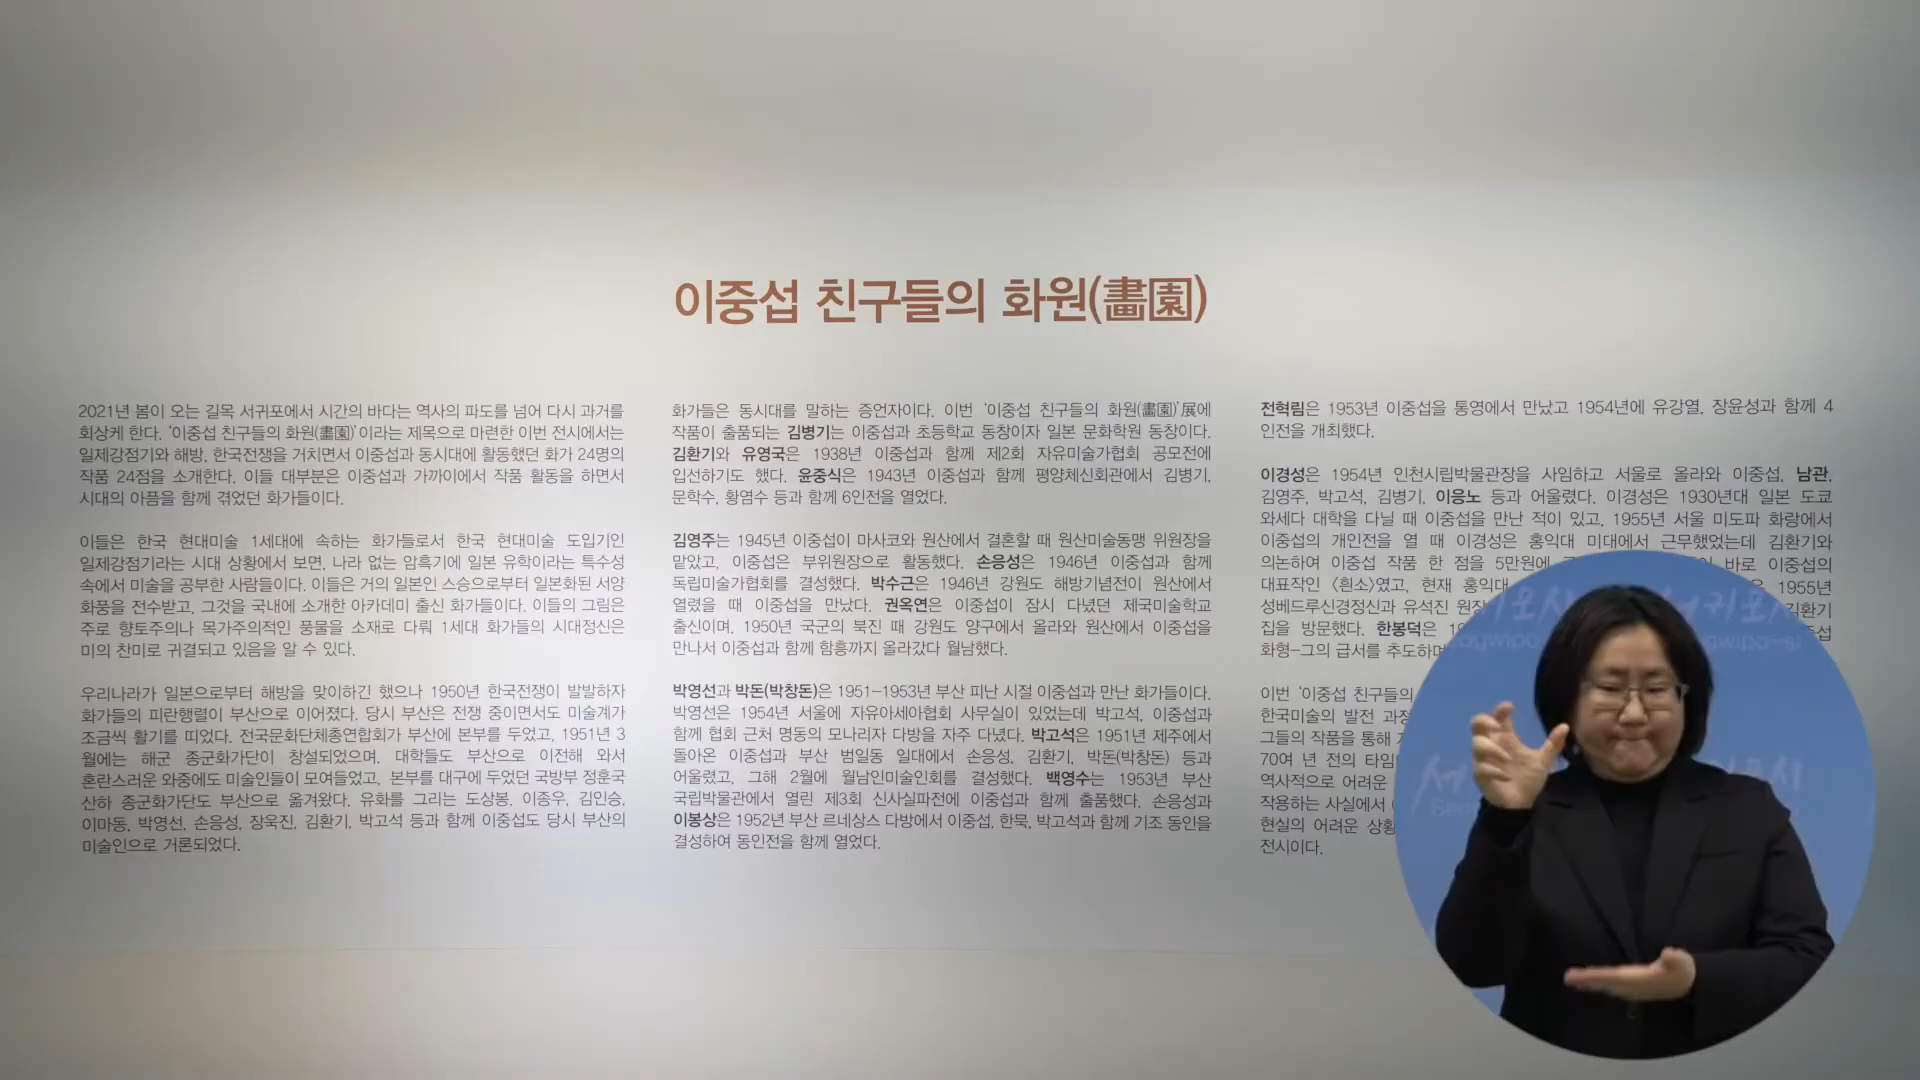 이중섭 친구들의 화원(畵園)
2021년 봄이 오는 길목 서귀포에서 시간의 바다는 역사의 파도를 넘어 다시 과거를
회상케 한다. '이중섭 친구들의 화원(畵園)'이라는 제목으로 마련한 이번 전시에서는
일제강점기와 해방, 한국전쟁을 거치면서 이중섭과 동시대에 활동했던 화가 24명의
작품 24점을 소개한다. 이들 대부분은 이중섭과 가까이에서 작품 활동을 하면서
시대의 아픔을 함께 겪었던 화가들이다.
이들은 한국 현대미술 1세대에 속하는 화가들로서 한국 현대미술 도입기인
일제강점기라는 시대 상황에서 보면, 나라 없는 암흑기에 일본 유학이라는 특수성
속에서 미술을 공부한 사람들이다. 이들은 거의 일본인 스승으로부터 일본화된 서양
화풍을 전수받고, 그것을 국내에 소개한 아카데미 출신 화가들이다. 이들의 그림은
주로 향토주의나 목가주의적인 풍물을 소재로 다뤄 1세대 화가들의 시대정신은
미의 찬미로 귀결되고 있음을 알 수 있다.
우리나라가 일본으로부터 해방을 맞이하긴 했으나 1950년 한국전쟁이 발발하자
화가들의 피란행렬이 부산으로 이어졌다. 당시 부산은 전쟁 중이면서도 미술계가
조금씩 활기를 띠었다. 전국문화단체총연합회가 부산에 본부를 두었고, 1951년 3
월에는 해군 종군화가단이 창설되었으며, 대학들도 부산으로 이전해 와서
혼란스러운 와중에도 미술인들이 모여들었고, 본부를 대구에 두었던 국방부 정훈국
산하 종군화가단도 부산으로 옮겨왔다. 유화를 그리는 도상봉, 이종우, 김인승,
이마동, 박영선, 손응성, 장욱진, 김환기, 박고석 등과 함께 이중섭도 당시 부산의
미술인으로 거론되었다.
화가들은 동시대를 말하는 증언자이다. 이번 '이중섭 친구들의 화원(畵園)'展에
작품이 출품되는 김병기는 이중섭과 초등학교 동창이자 일본 문화학원 동창이다.
김환기와 유영국은 1938년 이중섭과 함께 제2회 자유미술가협회 공모전에
입선하기도 했다. 윤중식은 1943년 이중섭과 함께 평양체신회관에서 김병기,
문학수, 황염수 등과 함께 6인전을 열었다.
김영주는 1945년 이중섭이 마사코와 원산에서 결혼할 때 원산미술동맹 위원장을
맡았고, 이중섭은 부위원장으로 활동했다. 손응성은 1946년 이중섭과 함께
독립미술가협회를 결성했다. 박수근은 1946년 강원도 해방기념전이 원산에서
열렸을 때 이중섭을 만났다. 권옥연은 이중섭이 잠시 다녔던 제국미술학교
출신이며, 1950년 국군의 북진 때 강원도 양구에서 올라와 원산에서 이중섭을
만나서 이중섭과 함께 함흥까지 올라갔다 월남했다.
박영선과 박돈(박창돈)은 1951-1953년 부산 피난 시절 이중섭과 만난 화가들이다.
박영선은 1954년 서울에 자유아세아협회 사무실이 있었는데 박고석, 이중섭과
함께 협회 근처 명동의 모나리자 다방을 자주 다녔다. 박고석은 1951년 제주에서
돌아온 이중섭과 부산 범일동 일대에서 손응성, 김환기, 박돈(박창돈) 등과
어울렸고, 그해 2월에 월남인미술인회를 결성했다. 백영수는 1953년 부산
국립박물관에서 열린 제3회 신사실파전에 이중섭과 함께 출품했다. 손응성과
이봉상은 1952년 부산 르네상스 다방에서 이중섭, 한묵, 박고석과 함께 기조 동인을
결성하여 동인전을 함께 열었다.
전혁림은 1953년 이중섭을 통영에서 만났고 1954년에 유강열, 장윤성과 함께 4
인전을 개최했다.
이경성은 1954년 인천시립박물관장을 사임하고 서울로 올라와 이중섭, 남관,
김영주, 박고석, 김병기, 이응노 등과 어울렸다. 이경성은 1930년대 일본 도쿄
와세다 대학을 다닐 때 이중섭을 만난 적이 있고, 1955년 서울 미도파 화랑에서
이중섭의 개인전을 열 때 이경성은 홍익대 미대에서 근무했었는데 김환기와
의논하여 이중섭 작품 한 점을 5만원에 바로 이중섭의
대표작인 〈흰소〉였고, 현재 홍익대 1955년
성베드루신경정신과 유석진 원장 김환기
집을 방문했다. 한봉덕은
화형-그의 급서를 추도하며
이번 '이중섭 친구들의
한국미술의 발전 과정
그들의 작품을 통해
70여 년 전의
역사적으로 어려운
작용하는 사실에서
현실의 어려운
전시이다.